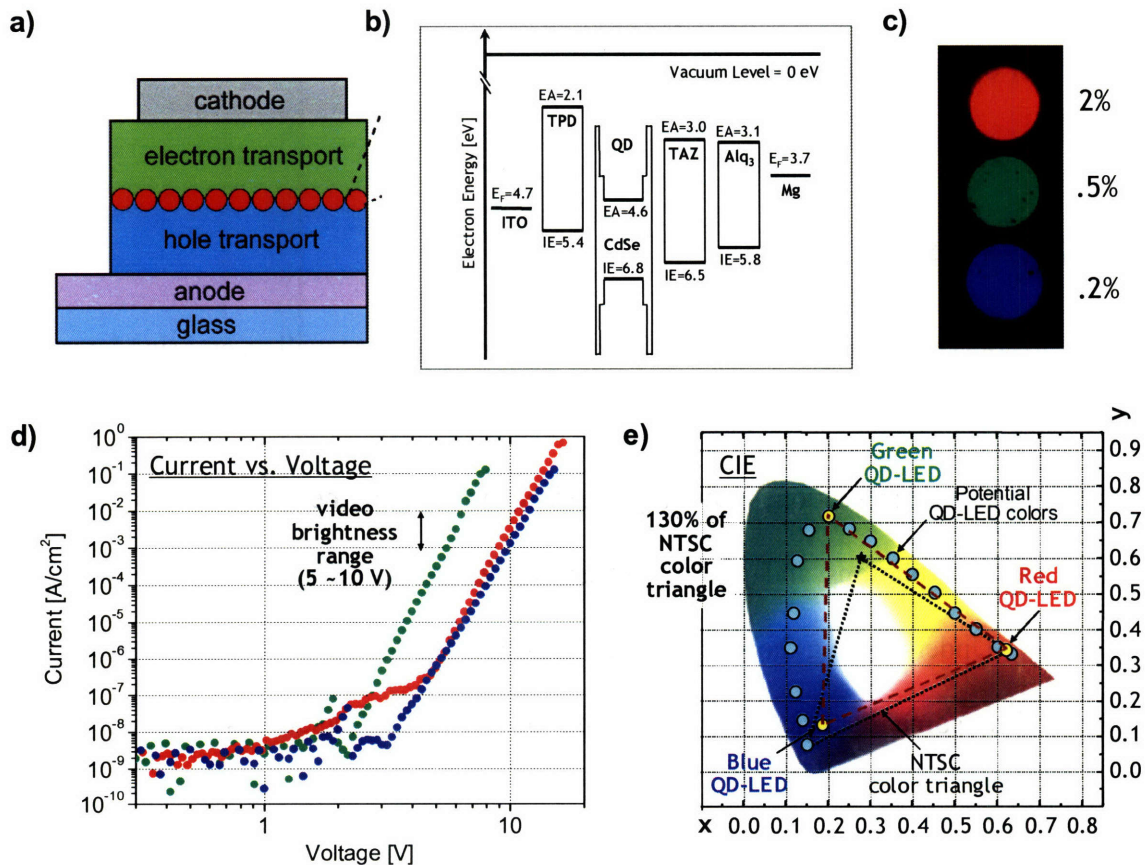 a)
cathode
electron transport
hole transport
anode
glass
b)
Electron Energy [eV]
Vacuum Level = 0 eV
EA=2.1
TPD
QD
EA=3.0
TAZ
EA=3.1
Alq3
EF=3.7
Mg
EF=4.7
ITO
EA=4.6
IE=5.4
CdSe
IE=6.8
IE=6.5
IE=5.8
c)
2%
.5%
.2%
d)
Current vs. Voltage
video
brightness
range
(5 ~10 V)
Current [A/cm2]
10^0
10^-1
10^-2
10^-3
10^-4
10^-5
10^-6
10^-7
10^-8
10^-9
10^-10
1
10
Voltage [V]
e)
CIE
Green
QD-LED
Potential
QD-LED colors
130% of
NTSC
color
triangle
Red
QD-LED
Blue
QD-LED
NTSC
color triangle
y
0.9
0.8
0.7
0.6
0.5
0.4
0.3
0.2
0.1
0.0
x
0.0
0.1
0.2
0.3
0.4
0.5
0.6
0.7
0.8